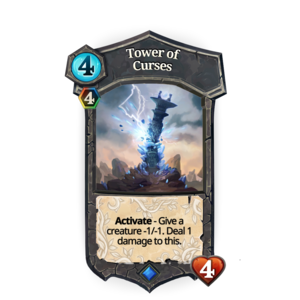 Tower of
Curses
4
4
Activate - Give a
creature -1/-1. Deal 1
damage to this.
4